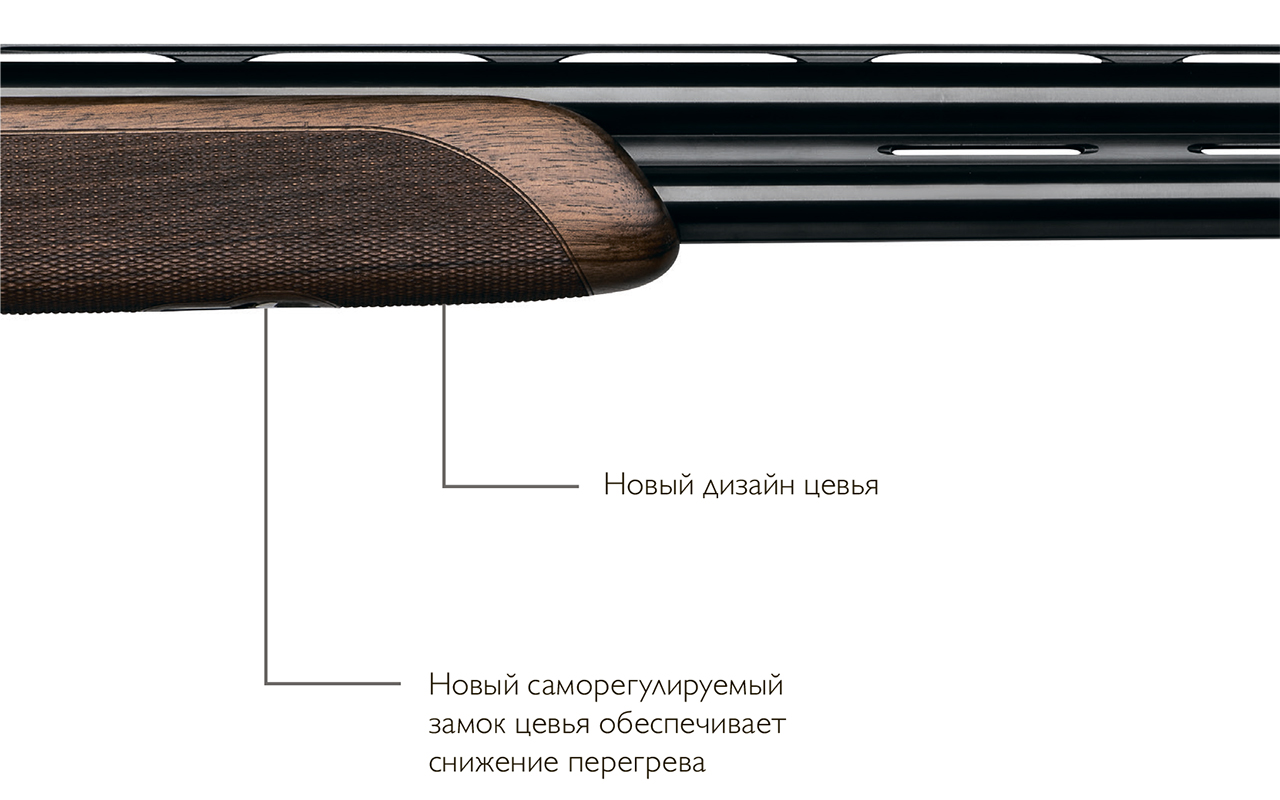 Новый дизайн цевья
Новый саморегулируемый
замок цевья обеспечивает
снижение перегрева